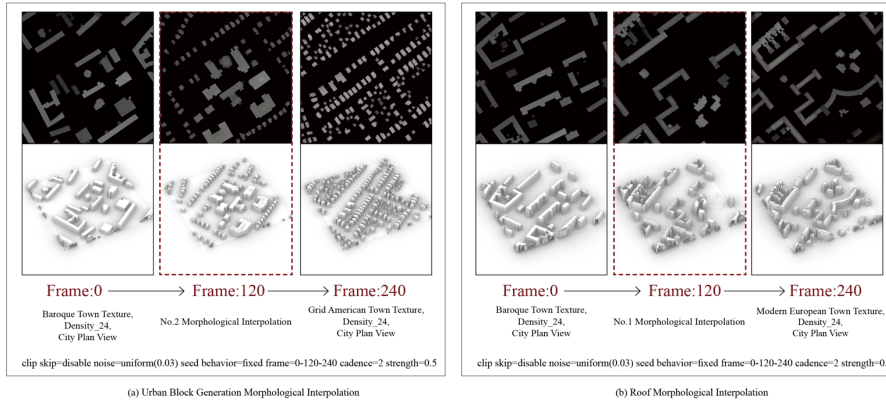 Frame:0
Frame:120
Frame:240
Baroque Town Texture,
Density_24,
City Plan View
No.2 Morphological Interpolation
Grid American Town Texture,
Density_24,
City Plan View
clip skip=disable noise=uniform(0.03) seed behavior=fixed frame=0-120-240 cadence=2 strength=0.5
(a) Urban Block Generation Morphological Interpolation
Frame:0
Frame:120
Frame:240
Baroque Town Texture,
Density_24,
City Plan View
No.1 Morphological Interpolation
Modern European Town Texture,
Density_24,
City Plan View
clip skip=disable noise=uniform(0.03) seed behavior=fixed frame=0-120-240 cadence=2 strength=0.
(b) Roof Morphological Interpolation